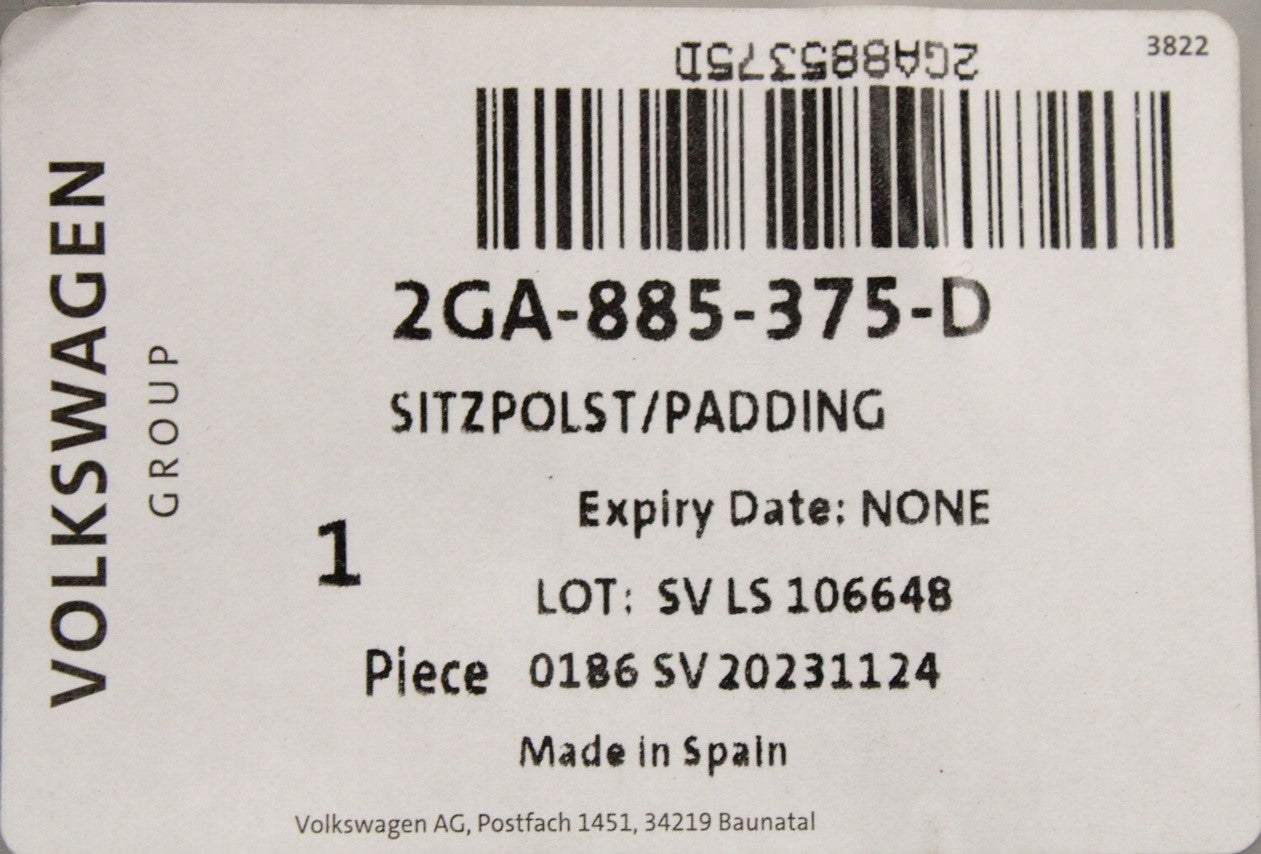 3822
2GA885375D
2GA-885-375-D
SITZPOLST/PADDING
Expiry Date: NONE
1
LOT: SV LS 106648
Piece 0186 SV 20231124
Made in Spain
Volkswagen AG, Postfach 1451, 34219 Baunatal
VOLKSWAGEN
GROUP